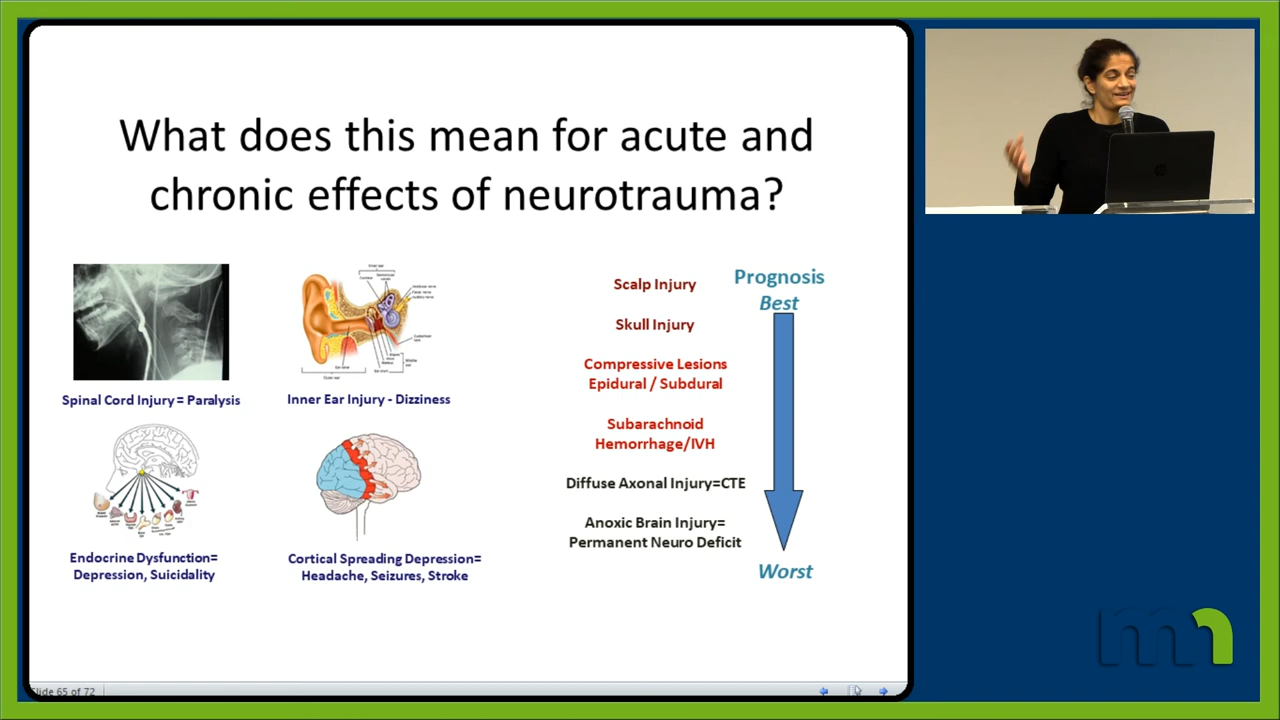 What does this mean for acute and
chronic effects of neurotrauma?
Spinal Cord Injury = Paralysis
Inner Ear Injury - Dizziness
Endocrine Dysfunction=
Depression, Suicidality
Cortical Spreading Depression=
Headache, Seizures, Stroke
Scalp Injury
Skull Injury
Compressive Lesions
Epidural / Subdural
Subarachnoid
Hemorrhage/IVH
Diffuse Axonal Injury=CTE
Anoxic Brain Injury=
Permanent Neuro Deficit
Prognosis
Best
Worst
Slide 65 of 72